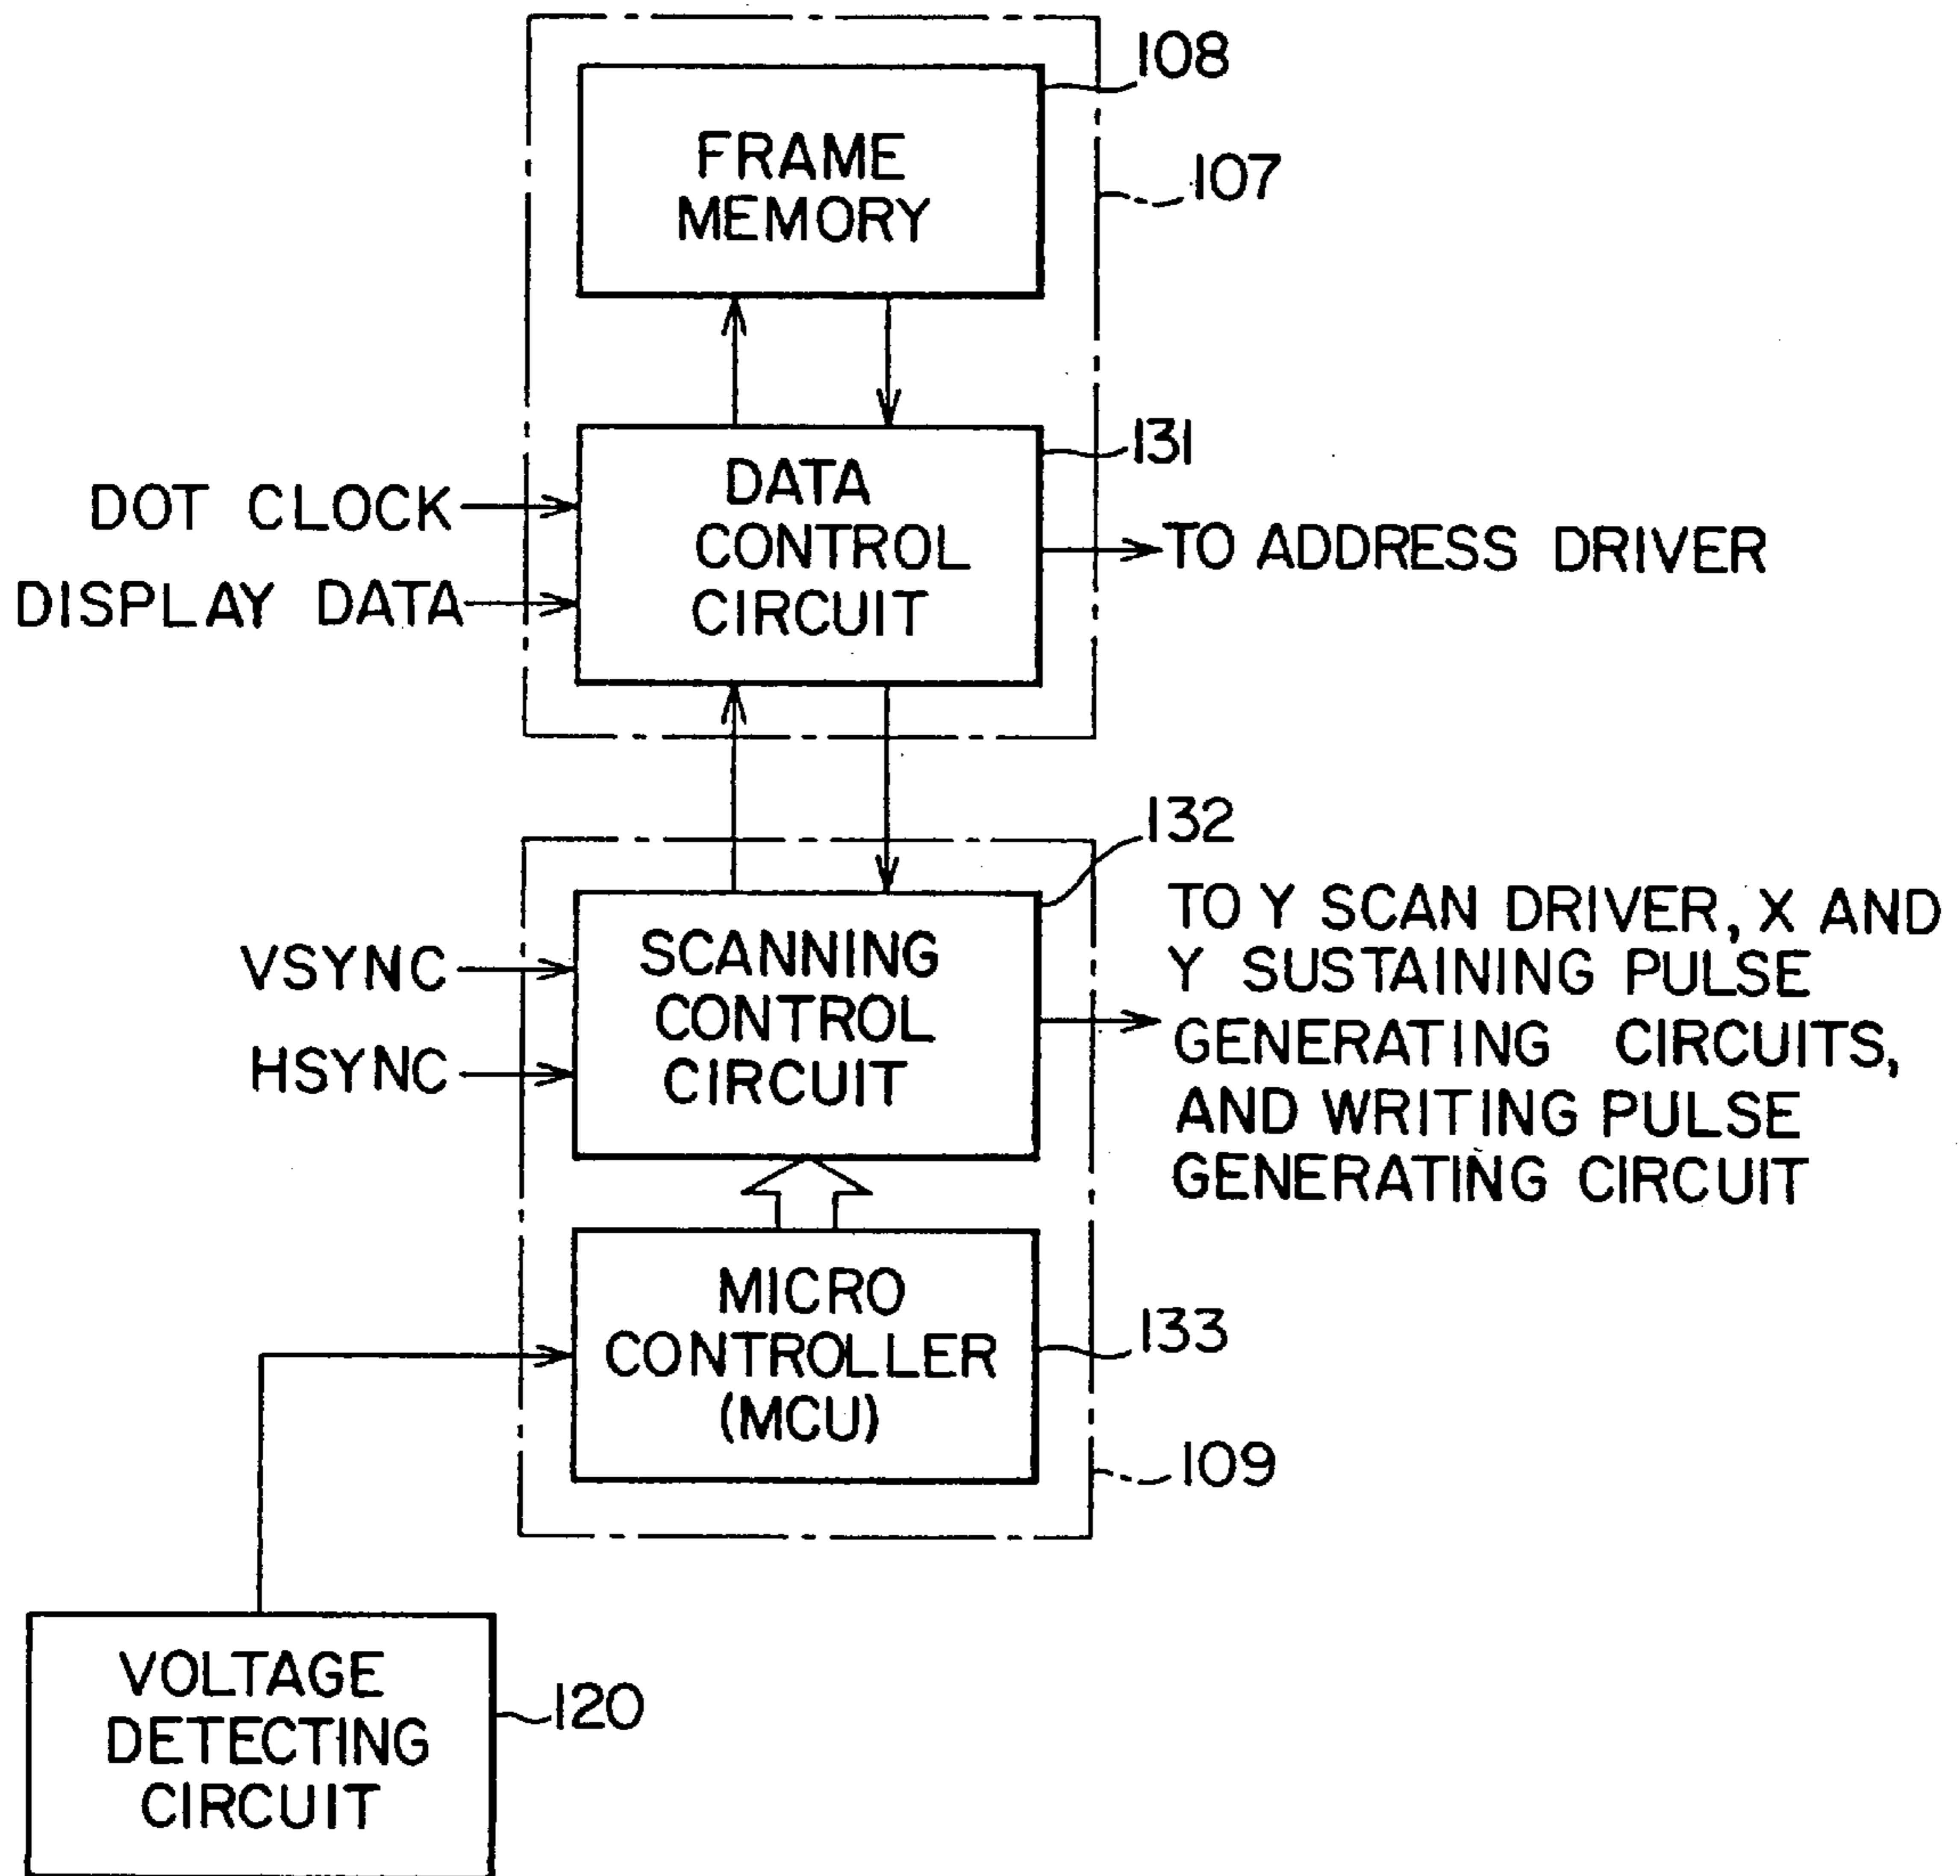 108
FRAME
MEMORY
107
131
DATA
CONTROL
CIRCUIT
DOT CLOCK
DISPLAY DATA
TO ADDRESS DRIVER
132
SCANNING
CONTROL
CIRCUIT
VSYNC
HSYNC
TO Y SCAN DRIVER, X AND
Y SUSTAINING PULSE
GENERATING CIRCUITS,
AND WRITING PULSE
GENERATING CIRCUIT
MICRO
CONTROLLER
(MCU)
133
109
VOLTAGE
DETECTING
CIRCUIT
120